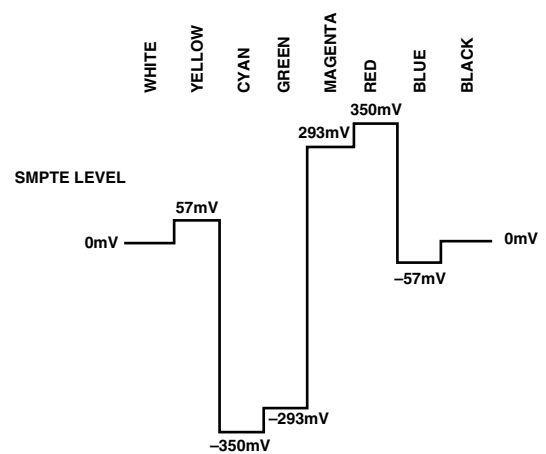 WHITE
YELLOW
CYAN
GREEN
MAGENTA
RED
BLUE
BLACK
350mV
293mV
SMPTE LEVEL
57mV
0mV
0mV
–57mV
–293mV
–350mV